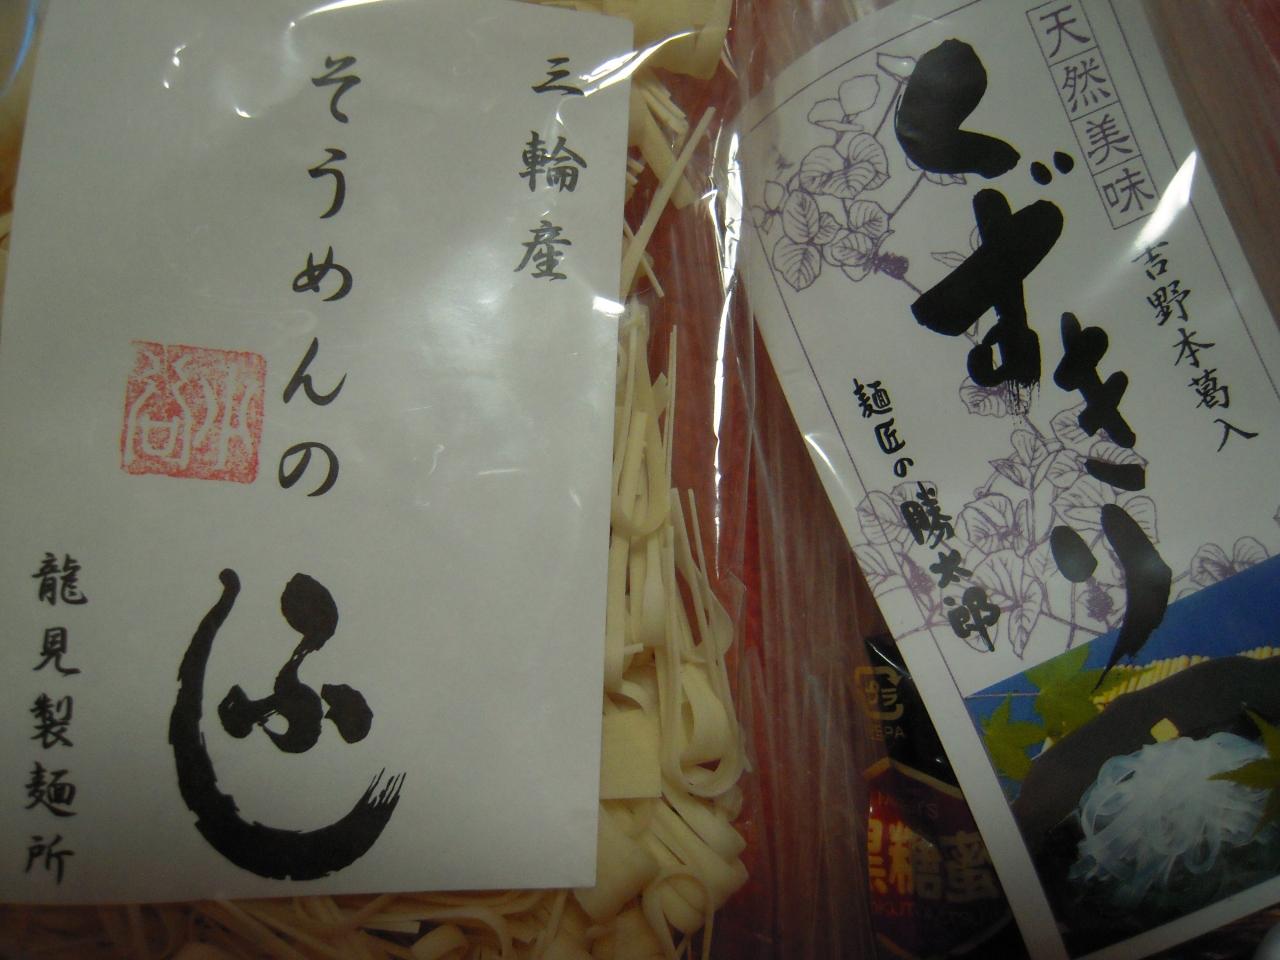 三輪産
そうめんの
ふし
龍見製麺所
天然美味
吉野本葛入
くずきり
麺匠の勝太郎
黒糖蜜